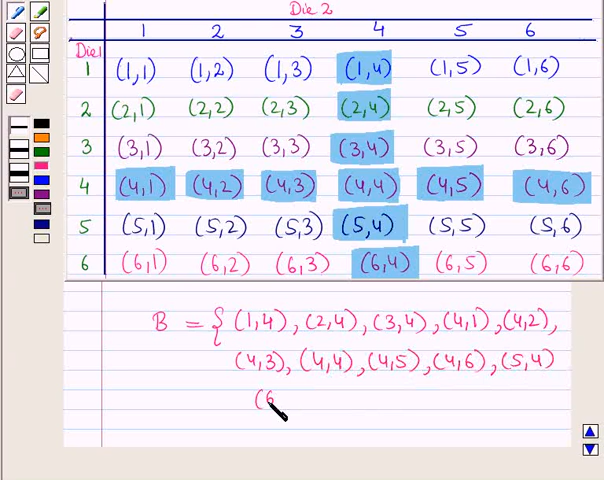 Die 2
1 2 3 4 5 6
Die 1
1 (1,1) (1,2) (1,3) (1,4) (1,5) (1,6)
2 (2,1) (2,2) (2,3) (2,4) (2,5) (2,6)
3 (3,1) (3,2) (3,3) (3,4) (3,5) (3,6)
4 (4,1) (4,2) (4,3) (4,4) (4,5) (4,6)
5 (5,1) (5,2) (5,3) (5,4) (5,5) (5,6)
6 (6,1) (6,2) (6,3) (6,4) (6,5) (6,6)
B = { (1,4), (2,4), (3,4), (4,1), (4,2),
(4,3), (4,4), (4,5), (4,6), (5,4)
(6